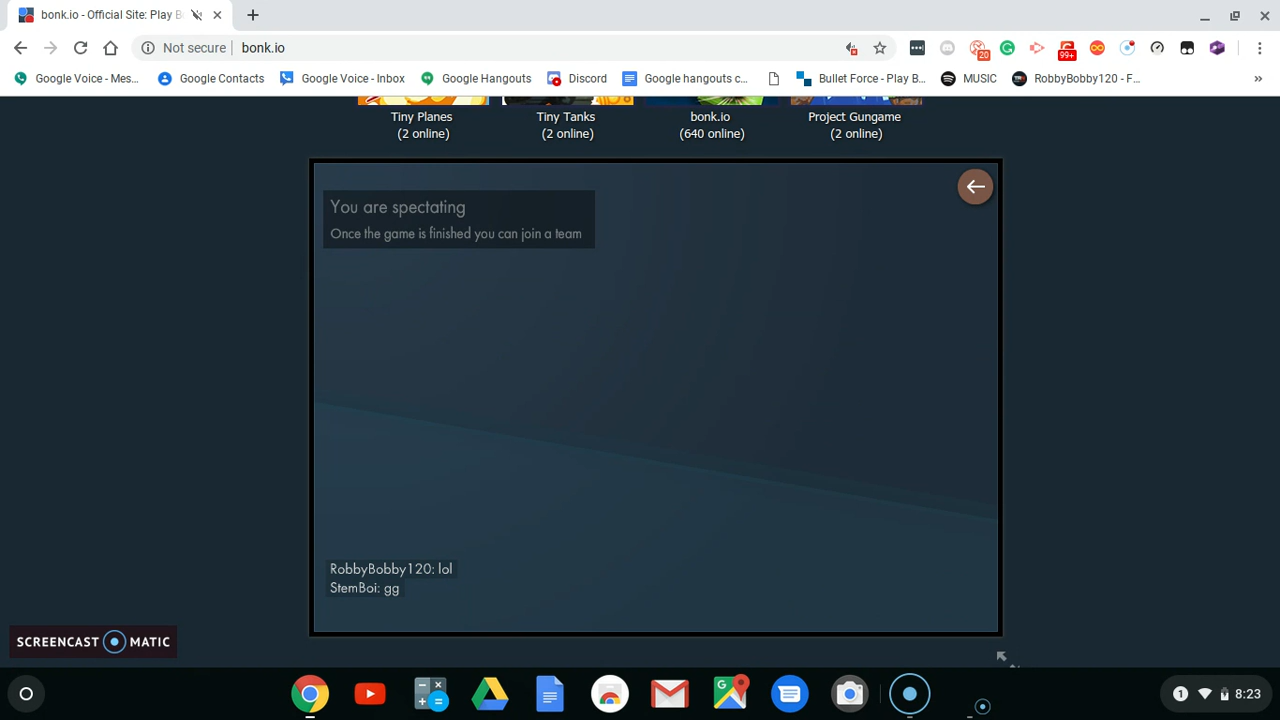 bonk.io - Official Site: Play B
Not secure
bonk.io
20
99+
Google Voice - Mes...
Google Contacts
Google Voice - Inbox
Google Hangouts
Discord
Google hangouts c...
Bullet Force - Play B...
MUSIC
RobbyBobby120 - F...
»
Tiny Planes
(2 online)
Tiny Tanks
(2 online)
bonk.io
(640 online)
Project Gungame
(2 online)
You are spectating
Once the game is finished you can join a team
RobbyBobby120: lol
StemBoi: gg
SCREENCAST MATIC
1
8:23